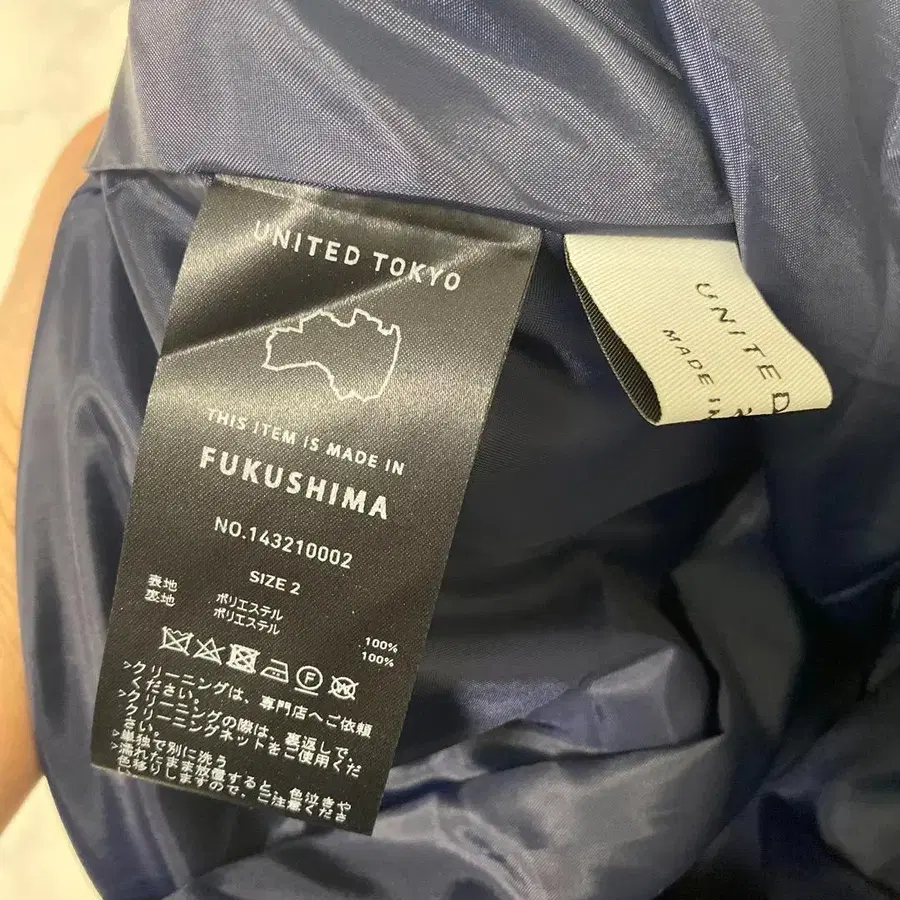 UNITED TOKYO
THIS ITEM IS MADE IN
FUKUSHIMA
NO.143210002
SIZE 2
表地 ポリエステル 100%
裏地 ポリエステル 100%
>クリーニングは、専門店へご依頼
ください。
>クリーニングの際は、裏返しで、
クリーニングネットをご使用くだ
さい。
>単独で別に洗う
>濡れたまま放置すると、色泣きや
色移りしますので、ご注意くださ
UNITED
MADE IN